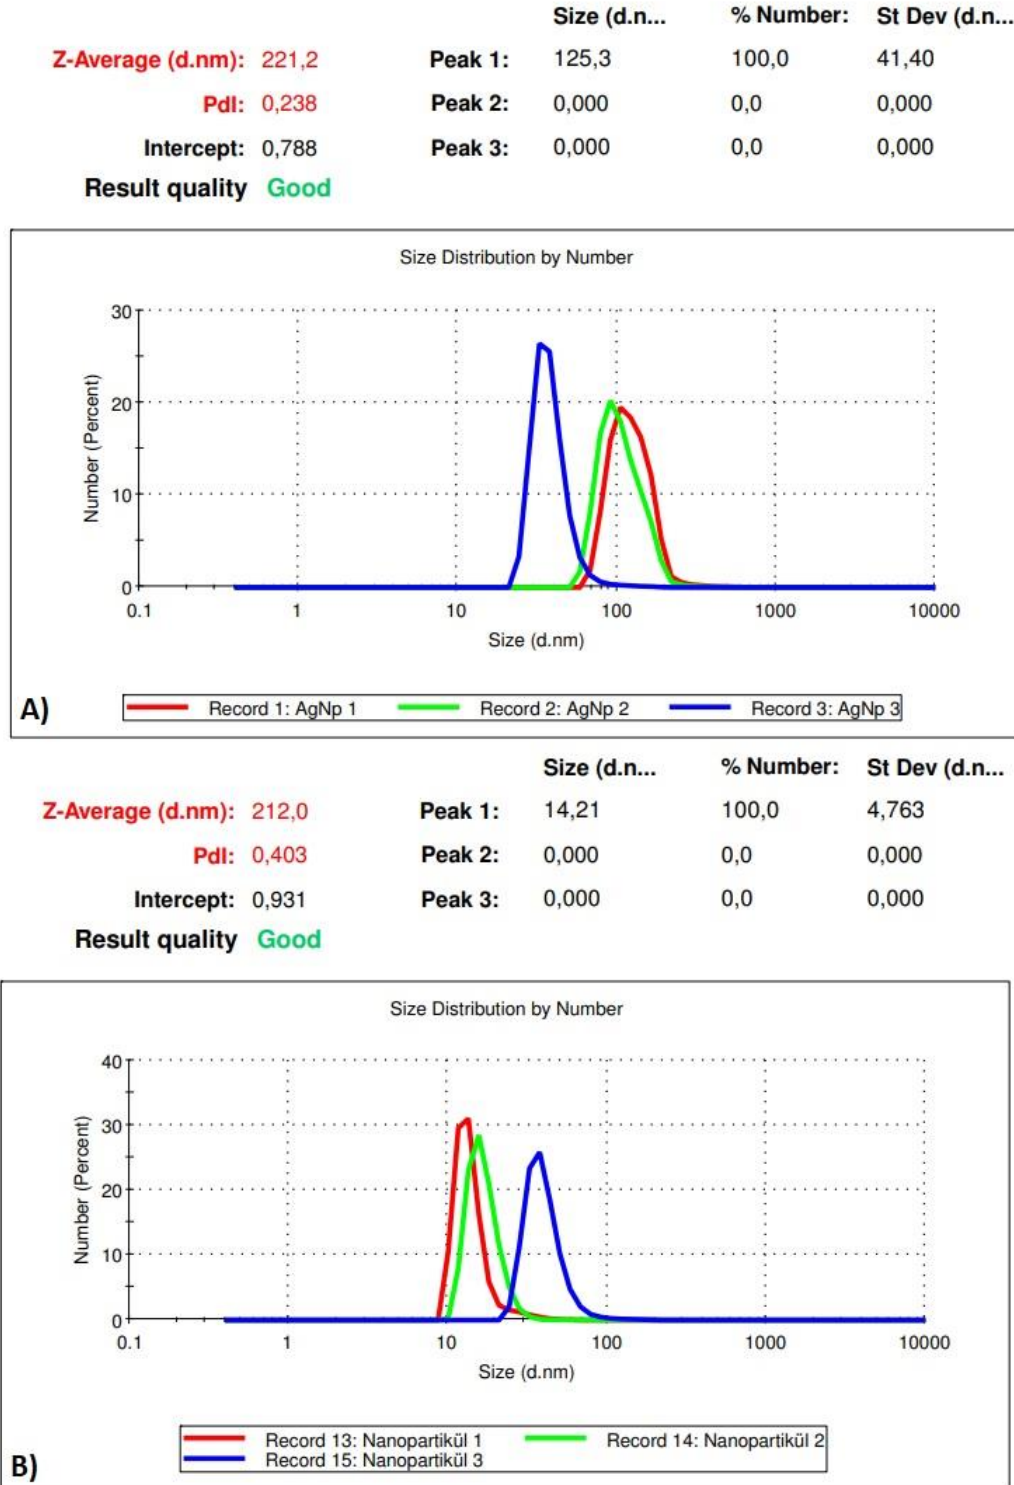 Size (d.n... % Number: St Dev (d.n...
Z-Average (d.nm): 221,2 Peak 1: 125,3 100,0 41,40
PdI: 0,238 Peak 2: 0,000 0,0 0,000
Intercept: 0,788 Peak 3: 0,000 0,0 0,000
Result quality Good
Size Distribution by Number
30
20
10
0
Number (Percent)
0.1 1 10 100 1000 10000
Size (d.nm)
A)
Record 1: AgNp 1 Record 2: AgNp 2 Record 3: AgNp 3
Size (d.n... % Number: St Dev (d.n...
Z-Average (d.nm): 212,0 Peak 1: 14,21 100,0 4,763
PdI: 0,403 Peak 2: 0,000 0,0 0,000
Intercept: 0,931 Peak 3: 0,000 0,0 0,000
Result quality Good
Size Distribution by Number
40
30
20
10
0
Number (Percent)
0.1 1 10 100 1000 10000
Size (d.nm)
Record 13: Nanopartikül 1 Record 14: Nanopartikül 2
Record 15: Nanopartikül 3
B)